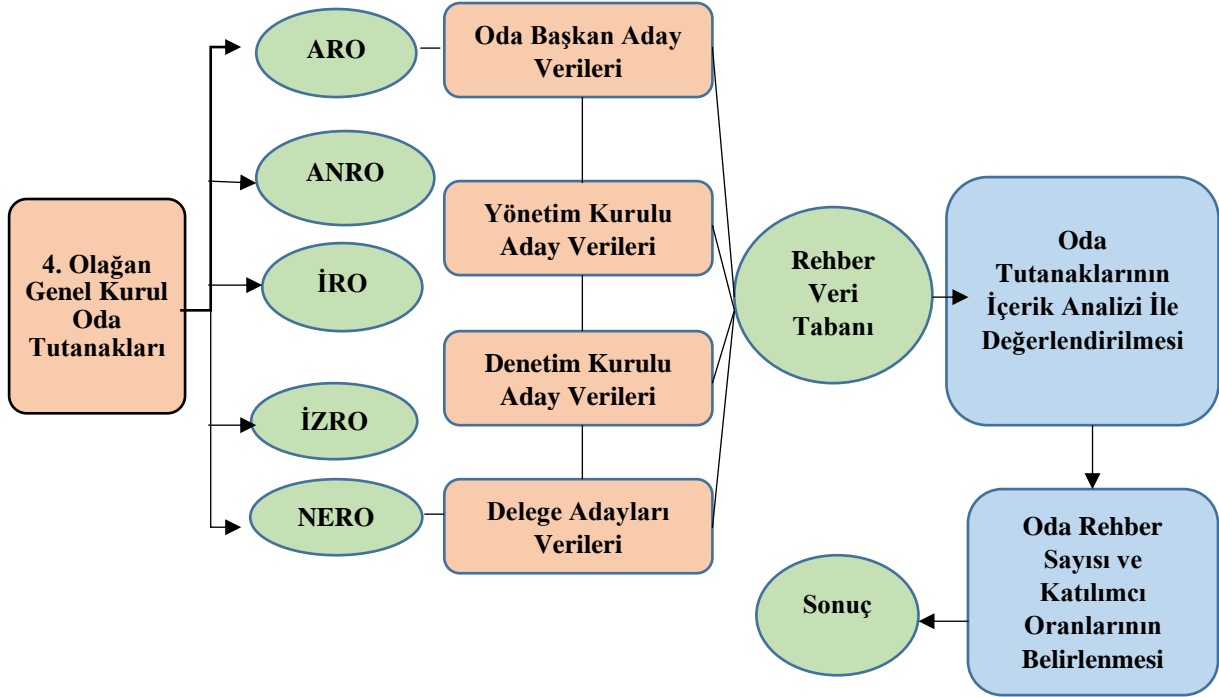 4. Olağan
Genel Kurul
Oda
Tutanakları
ARO
ANRO
İRO
İZRO
NERO
Oda Başkan Aday
Verileri
Yönetim Kurulu
Aday Verileri
Denetim Kurulu
Aday Verileri
Delege Adayları
Verileri
Rehber
Veri
Tabanı
Oda
Tutanaklarının
İçerik Analizi İle
Değerlendirilmesi
Oda Rehber
Sayısı ve
Katılımcı
Oranlarının
Belirlenmesi
Sonuç